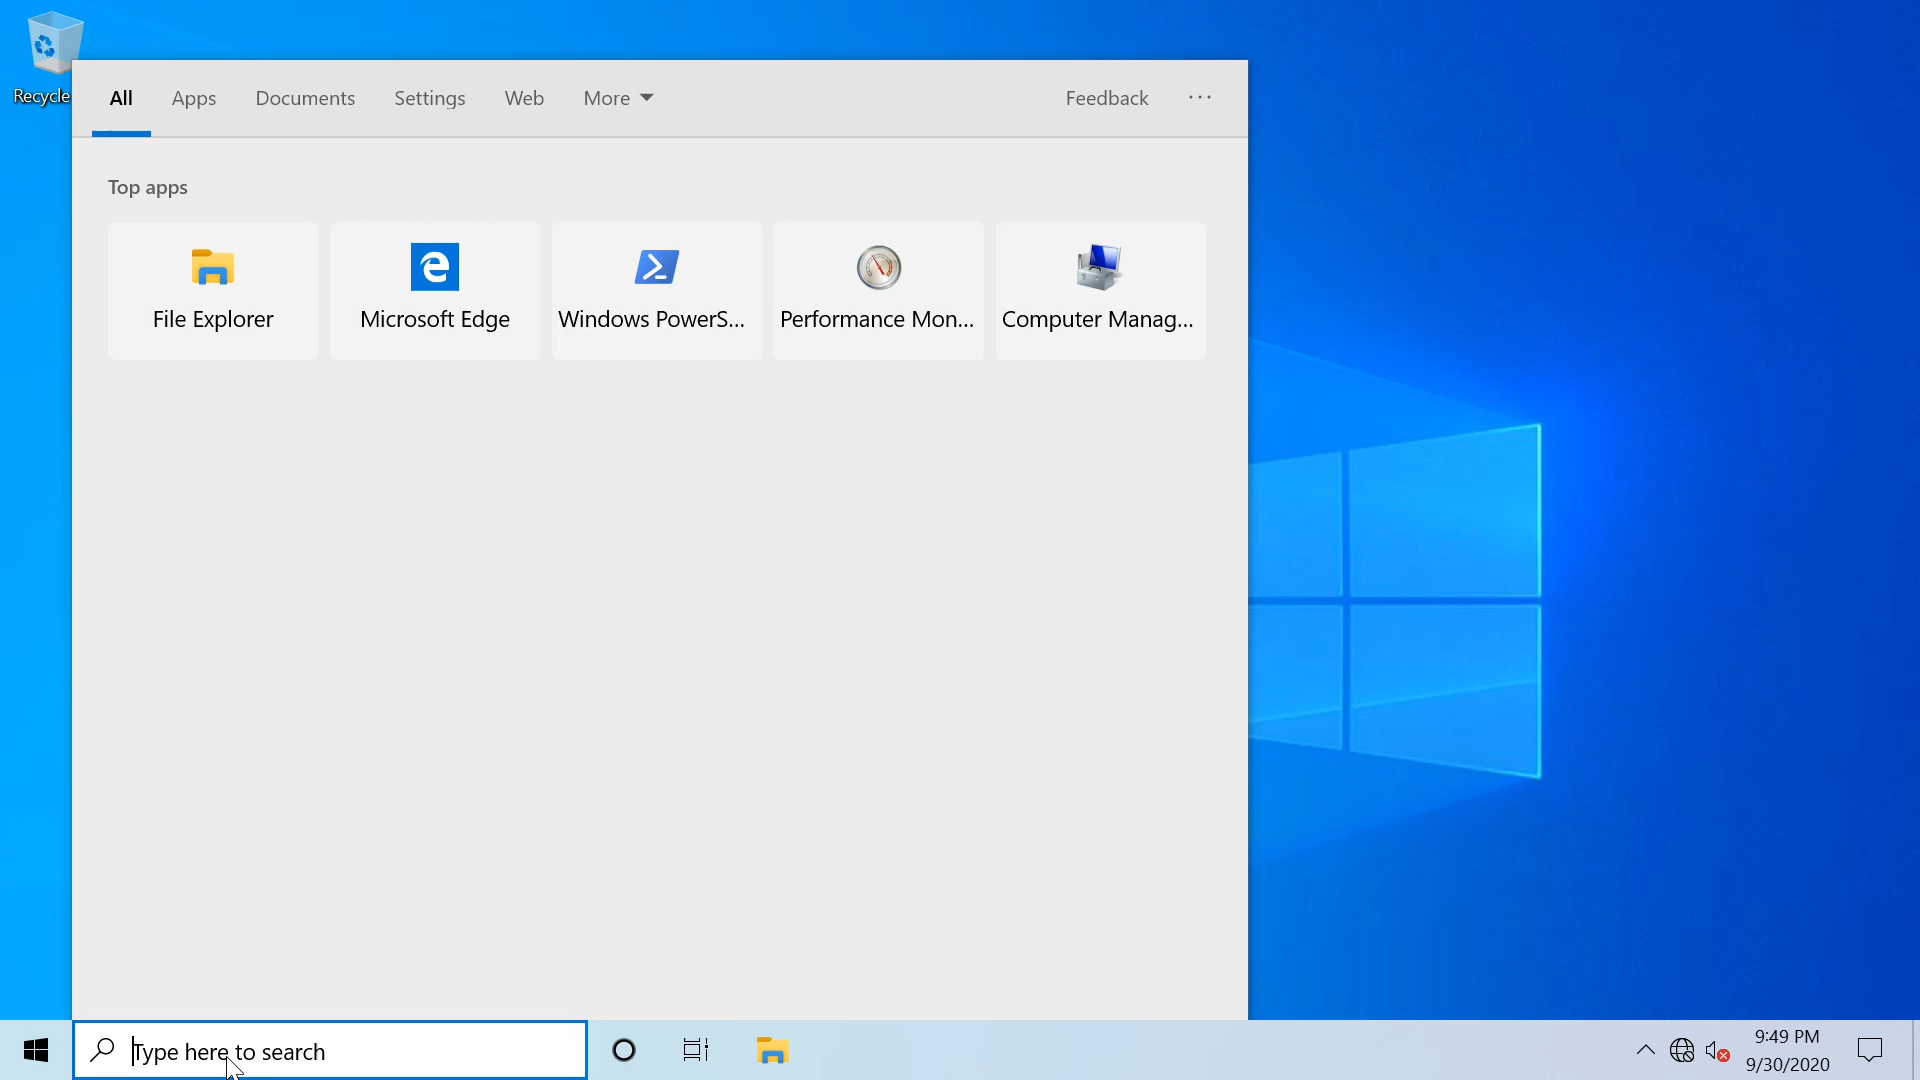 Recycle
All Apps Documents Settings Web More Feedback ...
Top apps
File Explorer Microsoft Edge Windows PowerS... Performance Mon... Computer Manag...
Type here to search
9:49 PM
9/30/2020